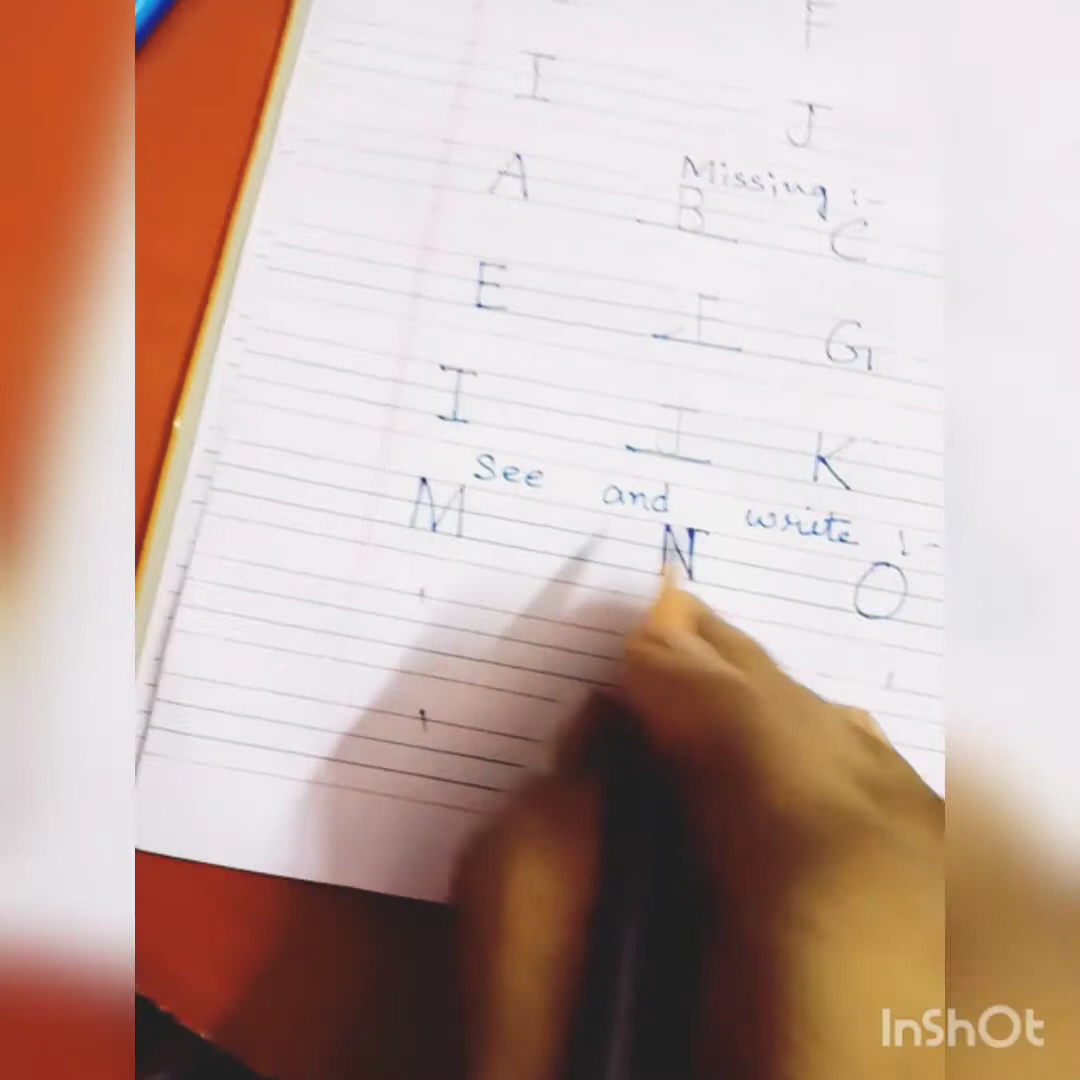 F
I J
Missing :-
A B C
E F G
I J K
See and write :-
M N O
InShOt